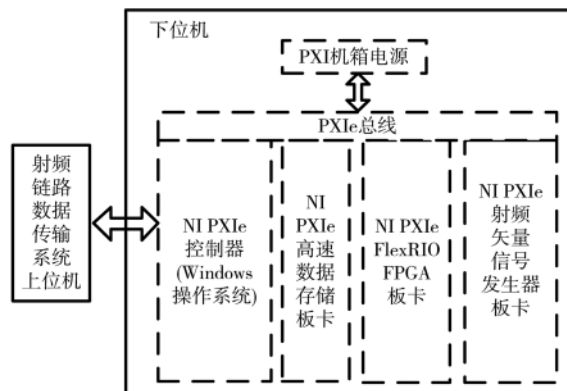 下位机
PXI机箱电源
PXIe总线
射频
链路
数据
传输
系统
上位机
NI PXIe
控制器
(Windows
操作系统)
NI
PXIe
高速
数据
存储
板卡
NI PXIe
FlexRIO
FPGA
板卡
NI PXIe
射频
矢量
信号
发生器
板卡